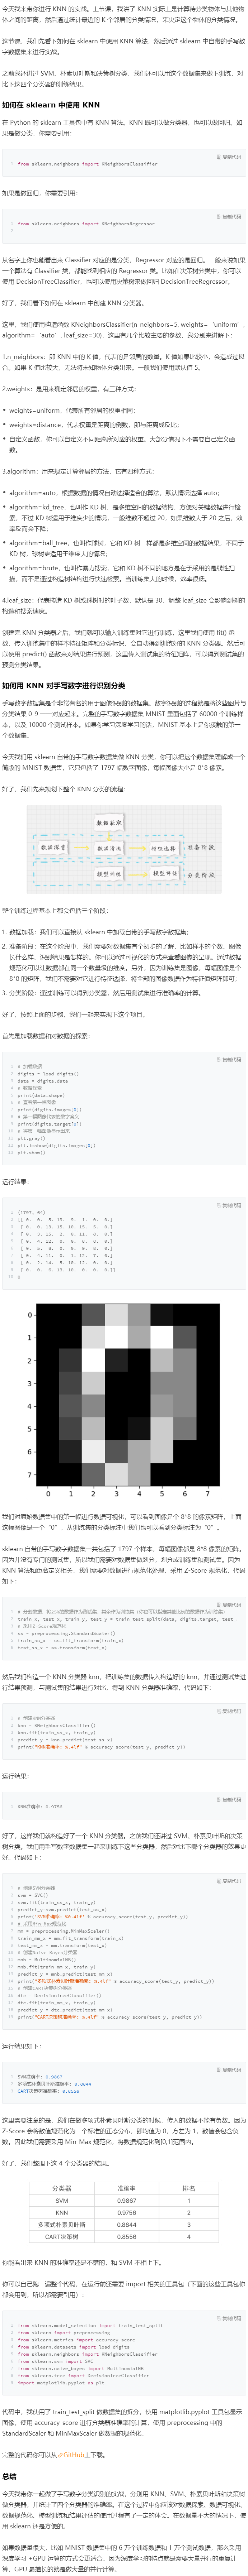 今天我来带你进行 KNN 的实战。上节课，我讲了 KNN 实际上是计算待分类物体与其他物
体之间的距离，然后通过统计最近的 K 个邻居的分类情况，来决定这个物体的分类情况。
这节课，我们先看下如何在 sklearn 中使用 KNN 算法，然后通过 sklearn 中自带的手写数
字数据集来进行实战。
之前我还讲过 SVM、朴素贝叶斯和决策树分类，我们还可以用这个数据集来做下训练，对
比下这四个分类器的训练结果。
如何在 sklearn 中使用 KNN
在 Python 的 sklearn 工具包中有 KNN 算法。KNN 既可以做分类器，也可以做回归。如
果是做分类，你需要引用：
复制代码
1 from sklearn.neighbors import KNeighborsClassifier
如果是做回归，你需要引用：
复制代码
1 from sklearn.neighbors import KNeighborsRegressor
2
从名字上你也能看出来 Classifier 对应的是分类，Regressor 对应的是回归。一般来说如果
一个算法有 Classifier 类，都能找到相应的 Regressor 类。比如在决策树分类中，你可以
使用 DecisionTreeClassifier，也可以使用决策树来做回归 DecisionTreeRegressor。
好了，我们看下如何在 sklearn 中创建 KNN 分类器。
这里，我们使用构造函数 KNeighborsClassifier(n_neighbors=5, weights= ‘uniform’ ,
algorithm= ‘auto’ , leaf_size=30)，这里有几个比较主要的参数，我分别来讲解下：
1.n_neighbors：即 KNN 中的 K 值，代表的是邻居的数量。K 值如果比较小，会造成过拟
合。如果 K 值比较大，无法将未知物体分类出来。一般我们使用默认值 5。
2.weights：是用来确定邻居的权重，有三种方式：
weights=uniform，代表所有邻居的权重相同；
weights=distance，代表权重是距离的倒数，即与距离成反比；
自定义函数，你可以自定义不同距离所对应的权重。大部分情况下不需要自己定义函
数。
3.algorithm：用来规定计算邻居的方法，它有四种方式：
algorithm=auto，根据数据的情况自动选择适合的算法，默认情况选择 auto；
algorithm=kd_tree，也叫作 KD 树，是多维空间的数据结构，方便对关键数据进行检
索，不过 KD 树适用于维度少的情况，一般维数不超过 20，如果维数大于 20 之后，效
率反而会下降；
algorithm=ball_tree，也叫作球树，它和 KD 树一样都是多维空间的数据结果，不同于
KD 树，球树更适用于维度大的情况；
algorithm=brute，也叫作暴力搜索，它和 KD 树不同的地方是在于采用的是线性扫
描，而不是通过构造树结构进行快速检索。当训练集大的时候，效率很低。
4.leaf_size：代表构造 KD 树或球树时的叶子数，默认是 30，调整 leaf_size 会影响到树的
构造和搜索速度。
创建完 KNN 分类器之后，我们就可以输入训练集对它进行训练，这里我们使用 fit() 函
数，传入训练集中的样本特征矩阵和分类标识，会自动得到训练好的 KNN 分类器。然后可
以使用 predict() 函数来对结果进行预测，这里传入测试集的特征矩阵，可以得到测试集的
预测分类结果。
如何用 KNN 对手写数字进行识别分类
手写数字数据集是个非常有名的用于图像识别的数据集。数字识别的过程就是将这些图片与
分类结果 0-9 一一对应起来。完整的手写数字数据集 MNIST 里面包括了 60000 个训练样
本，以及 10000 个测试样本。如果你学习深度学习的话，MNIST 基本上是你接触的第一
个数据集。
今天我们用 sklearn 自带的手写数字数据集做 KNN 分类，你可以把这个数据集理解成一个
简版的 MNIST 数据集，它只包括了 1797 幅数字图像，每幅图像大小是 8*8 像素。
好了，我们先来规划下整个 KNN 分类的流程：
数据获取
数据探索
数据清洗
特征选择
准备阶段
模型训练
模型评估
分类阶段
整个训练过程基本上都会包括三个阶段：
1. 数据加载：我们可以直接从 sklearn 中加载自带的手写数字数据集；
2. 准备阶段：在这个阶段中，我们需要对数据集有个初步的了解，比如样本的个数、图像
长什么样、识别结果是怎样的。你可以通过可视化的方式来查看图像的呈现。通过数据
规范化可以让数据都在同一个数量级的维度。另外，因为训练集是图像，每幅图像是个
8*8 的矩阵，我们不需要对它进行特征选择，将全部的图像数据作为特征值矩阵即可；
3. 分类阶段：通过训练可以得到分类器，然后用测试集进行准确率的计算。
好了，按照上面的步骤，我们一起来实现下这个项目。
首先是加载数据和对数据的探索：
复制代码
1 # 加载数据
2 digits = load_digits()
3 data = digits.data
4 # 数据探索
5 print(data.shape)
6 # 查看第一幅图像
7 print(digits.images[0])
8 # 第一幅图像代表的数字含义
9 print(digits.target[0])
10 # 将第一幅图像显示出来
11 plt.gray()
12 plt.imshow(digits.images[0])
13 plt.show()
运行结果：
复制代码
1 (1797, 64)
2 [[ 0. 0. 5. 13. 9. 1. 0. 0.]
3 [ 0. 0. 13. 15. 10. 15. 5. 0.]
4 [ 0. 3. 15. 2. 0. 11. 8. 0.]
5 [ 0. 4. 12. 0. 0. 8. 8. 0.]
6 [ 0. 5. 8. 0. 0. 9. 8. 0.]
7 [ 0. 4. 11. 0. 1. 12. 7. 0.]
8 [ 0. 2. 14. 5. 10. 12. 0. 0.]
9 [ 0. 0. 6. 13. 10. 0. 0. 0.]]
10 0
0
1
2
3
4
5
6
7
0 1 2 3 4 5 6 7
我们对原始数据集中的第一幅进行数据可视化，可以看到图像是个 8*8 的像素矩阵，上面
这幅图像是一个“0”，从训练集的分类标注中我们也可以看到分类标注为“0”。
sklearn 自带的手写数字数据集一共包括了 1797 个样本，每幅图像都是 8*8 像素的矩阵。
因为并没有专门的测试集，所以我们需要对数据集做划分，划分成训练集和测试集。因为
KNN 算法和距离定义相关，我们需要对数据进行规范化处理，采用 Z-Score 规范化，代码
如下：
复制代码
1 # 分割数据，将25%的数据作为测试集，其余作为训练集（你也可以指定其他比例的数据作为训练集）
2 train_x, test_x, train_y, test_y = train_test_split(data, digits.target, test_
3 # 采用Z-Score规范化
4 ss = preprocessing.StandardScaler()
5 train_ss_x = ss.fit_transform(train_x)
6 test_ss_x = ss.transform(test_x)
然后我们构造一个 KNN 分类器 knn，把训练集的数据传入构造好的 knn，并通过测试集进
行结果预测，与测试集的结果进行对比，得到 KNN 分类器准确率，代码如下：
复制代码
1 # 创建KNN分类器
2 knn = KNeighborsClassifier()
3 knn.fit(train_ss_x, train_y)
4 predict_y = knn.predict(test_ss_x)
5 print("KNN准确率: %.4lf" % accuracy_score(test_y, predict_y))
运行结果：
复制代码
1 KNN准确率: 0.9756
好了，这样我们就构造好了一个 KNN 分类器。之前我们还讲过 SVM、朴素贝叶斯和决策
树分类。我们用手写数字数据集一起来训练下这些分类器，然后对比下哪个分类器的效果更
好。代码如下：
复制代码
1 # 创建SVM分类器
2 svm = SVC()
3 svm.fit(train_ss_x, train_y)
4 predict_y=svm.predict(test_ss_x)
5 print('SVM准确率: %0.4lf' % accuracy_score(test_y, predict_y))
6 # 采用Min-Max规范化
7 mm = preprocessing.MinMaxScaler()
8 train_mm_x = mm.fit_transform(train_x)
9 test_mm_x = mm.transform(test_x)
10 # 创建Naive Bayes分类器
11 mnb = MultinomialNB()
12 mnb.fit(train_mm_x, train_y)
13 predict_y = mnb.predict(test_mm_x)
14 print("多项式朴素贝叶斯准确率: %.4lf" % accuracy_score(test_y, predict_y))
15 # 创建CART决策树分类器
16 dtc = DecisionTreeClassifier()
17 dtc.fit(train_mm_x, train_y)
18 predict_y = dtc.predict(test_mm_x)
19 print("CART决策树准确率: %.4lf" % accuracy_score(test_y, predict_y))
运行结果如下：
复制代码
1 SVM准确率: 0.9867
2 多项式朴素贝叶斯准确率: 0.8844
3 CART决策树准确率: 0.8556
这里需要注意的是，我们在做多项式朴素贝叶斯分类的时候，传入的数据不能有负数。因为
Z-Score 会将数值规范化为一个标准的正态分布，即均值为 0，方差为 1，数值会包含负
数。因此我们需要采用 Min-Max 规范化，将数据规范化到[0,1]范围内。
好了，我们整理下这 4 个分类器的结果。
分类器 准确率 排名
SVM 0.9867 1
KNN 0.9756 2
多项式朴素贝叶斯 0.8844 3
CART决策树 0.8556 4
你能看出来 KNN 的准确率还是不错的，和 SVM 不相上下。
你可以自己跑一遍整个代码，在运行前还需要 import 相关的工具包（下面的这些工具包你
都会用到，所以都需要引用）：
复制代码
1 from sklearn.model_selection import train_test_split
2 from sklearn import preprocessing
3 from sklearn.metrics import accuracy_score
4 from sklearn.datasets import load_digits
5 from sklearn.neighbors import KNeighborsClassifier
6 from sklearn.svm import SVC
7 from sklearn.naive_bayes import MultinomialNB
8 from sklearn.tree import DecisionTreeClassifier
9 import matplotlib.pyplot as plt
代码中，我使用了 train_test_split 做数据集的拆分，使用 matplotlib.pyplot 工具包显示
图像，使用 accuracy_score 进行分类器准确率的计算，使用 preprocessing 中的
StandardScaler 和 MinMaxScaler 做数据的规范化。
完整的代码你可以从GitHub上下载。
总结
今天我带你一起做了手写数字分类识别的实战，分别用 KNN、SVM、朴素贝叶斯和决策树
做分类器，并统计了四个分类器的准确率。在这个过程中你应该对数据探索、数据可视化、
数据规范化、模型训练和结果评估的使用过程有了一定的体会。在数据量不大的情况下，使
用 sklearn 还是方便的。
如果数据量很大，比如 MNIST 数据集中的 6 万个训练数据和 1 万个测试数据，那么采用
深度学习 +GPU 运算的方式会更适合。因为深度学习的特点就是需要大量并行的重复计
算，GPU 最擅长的就是做大量的并行计算。